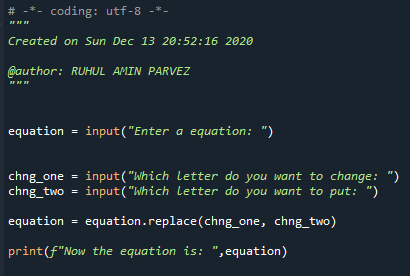 # -*- coding: utf-8 -*-
"""
Created on Sun Dec 13 20:52:16 2020
@author: RUHUL AMIN PARVEZ
"""
equation = input("Enter a equation: ")
chng_one = input("Which letter do you want to change: ")
chng_two = input("Which letter do you want to put: ")
equation = equation.replace(chng_one, chng_two)
print(f"Now the equation is: ",equation)